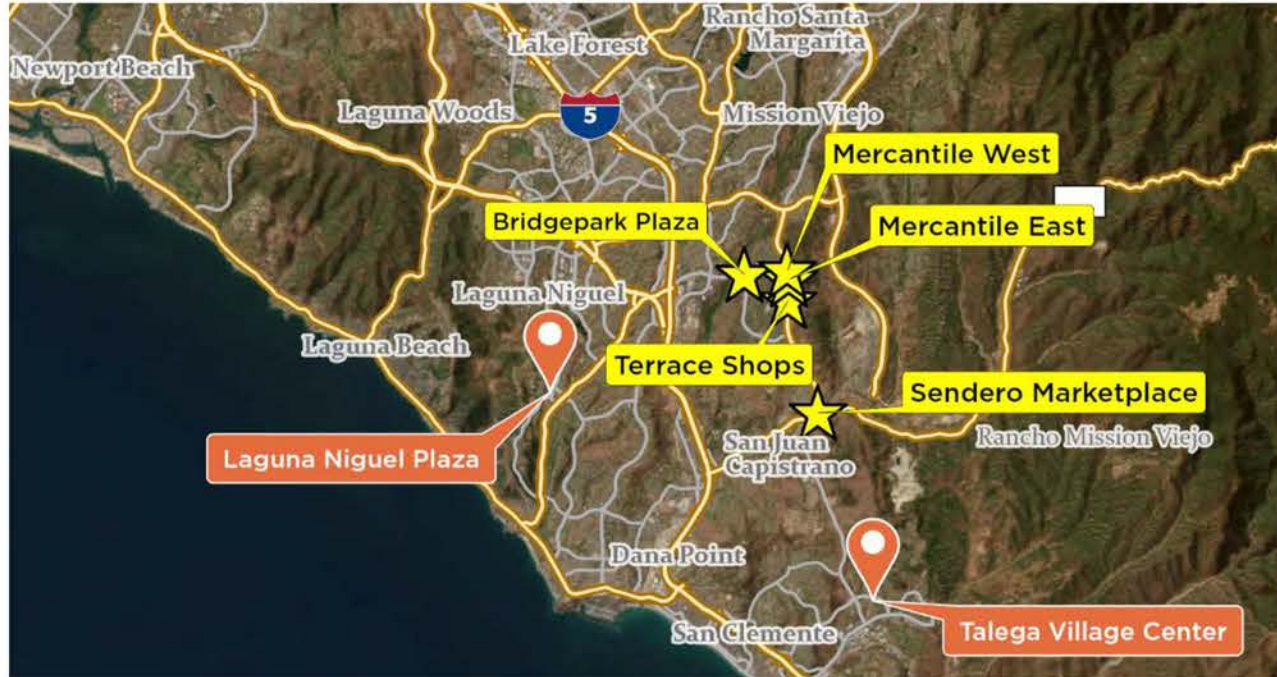 Rancho Santa
Margarita
Lake Forest
Newport Beach
Laguna Woods
5
Mission Viejo
Mercantile West
Bridgepark Plaza
Mercantile East
Laguna Niguel
Laguna Beach
Terrace Shops
Sendero Marketplace
San Juan
Capistrano
Rancho Mission Viejo
Laguna Niguel Plaza
Dana Point
San Clemente
Talega Village Center